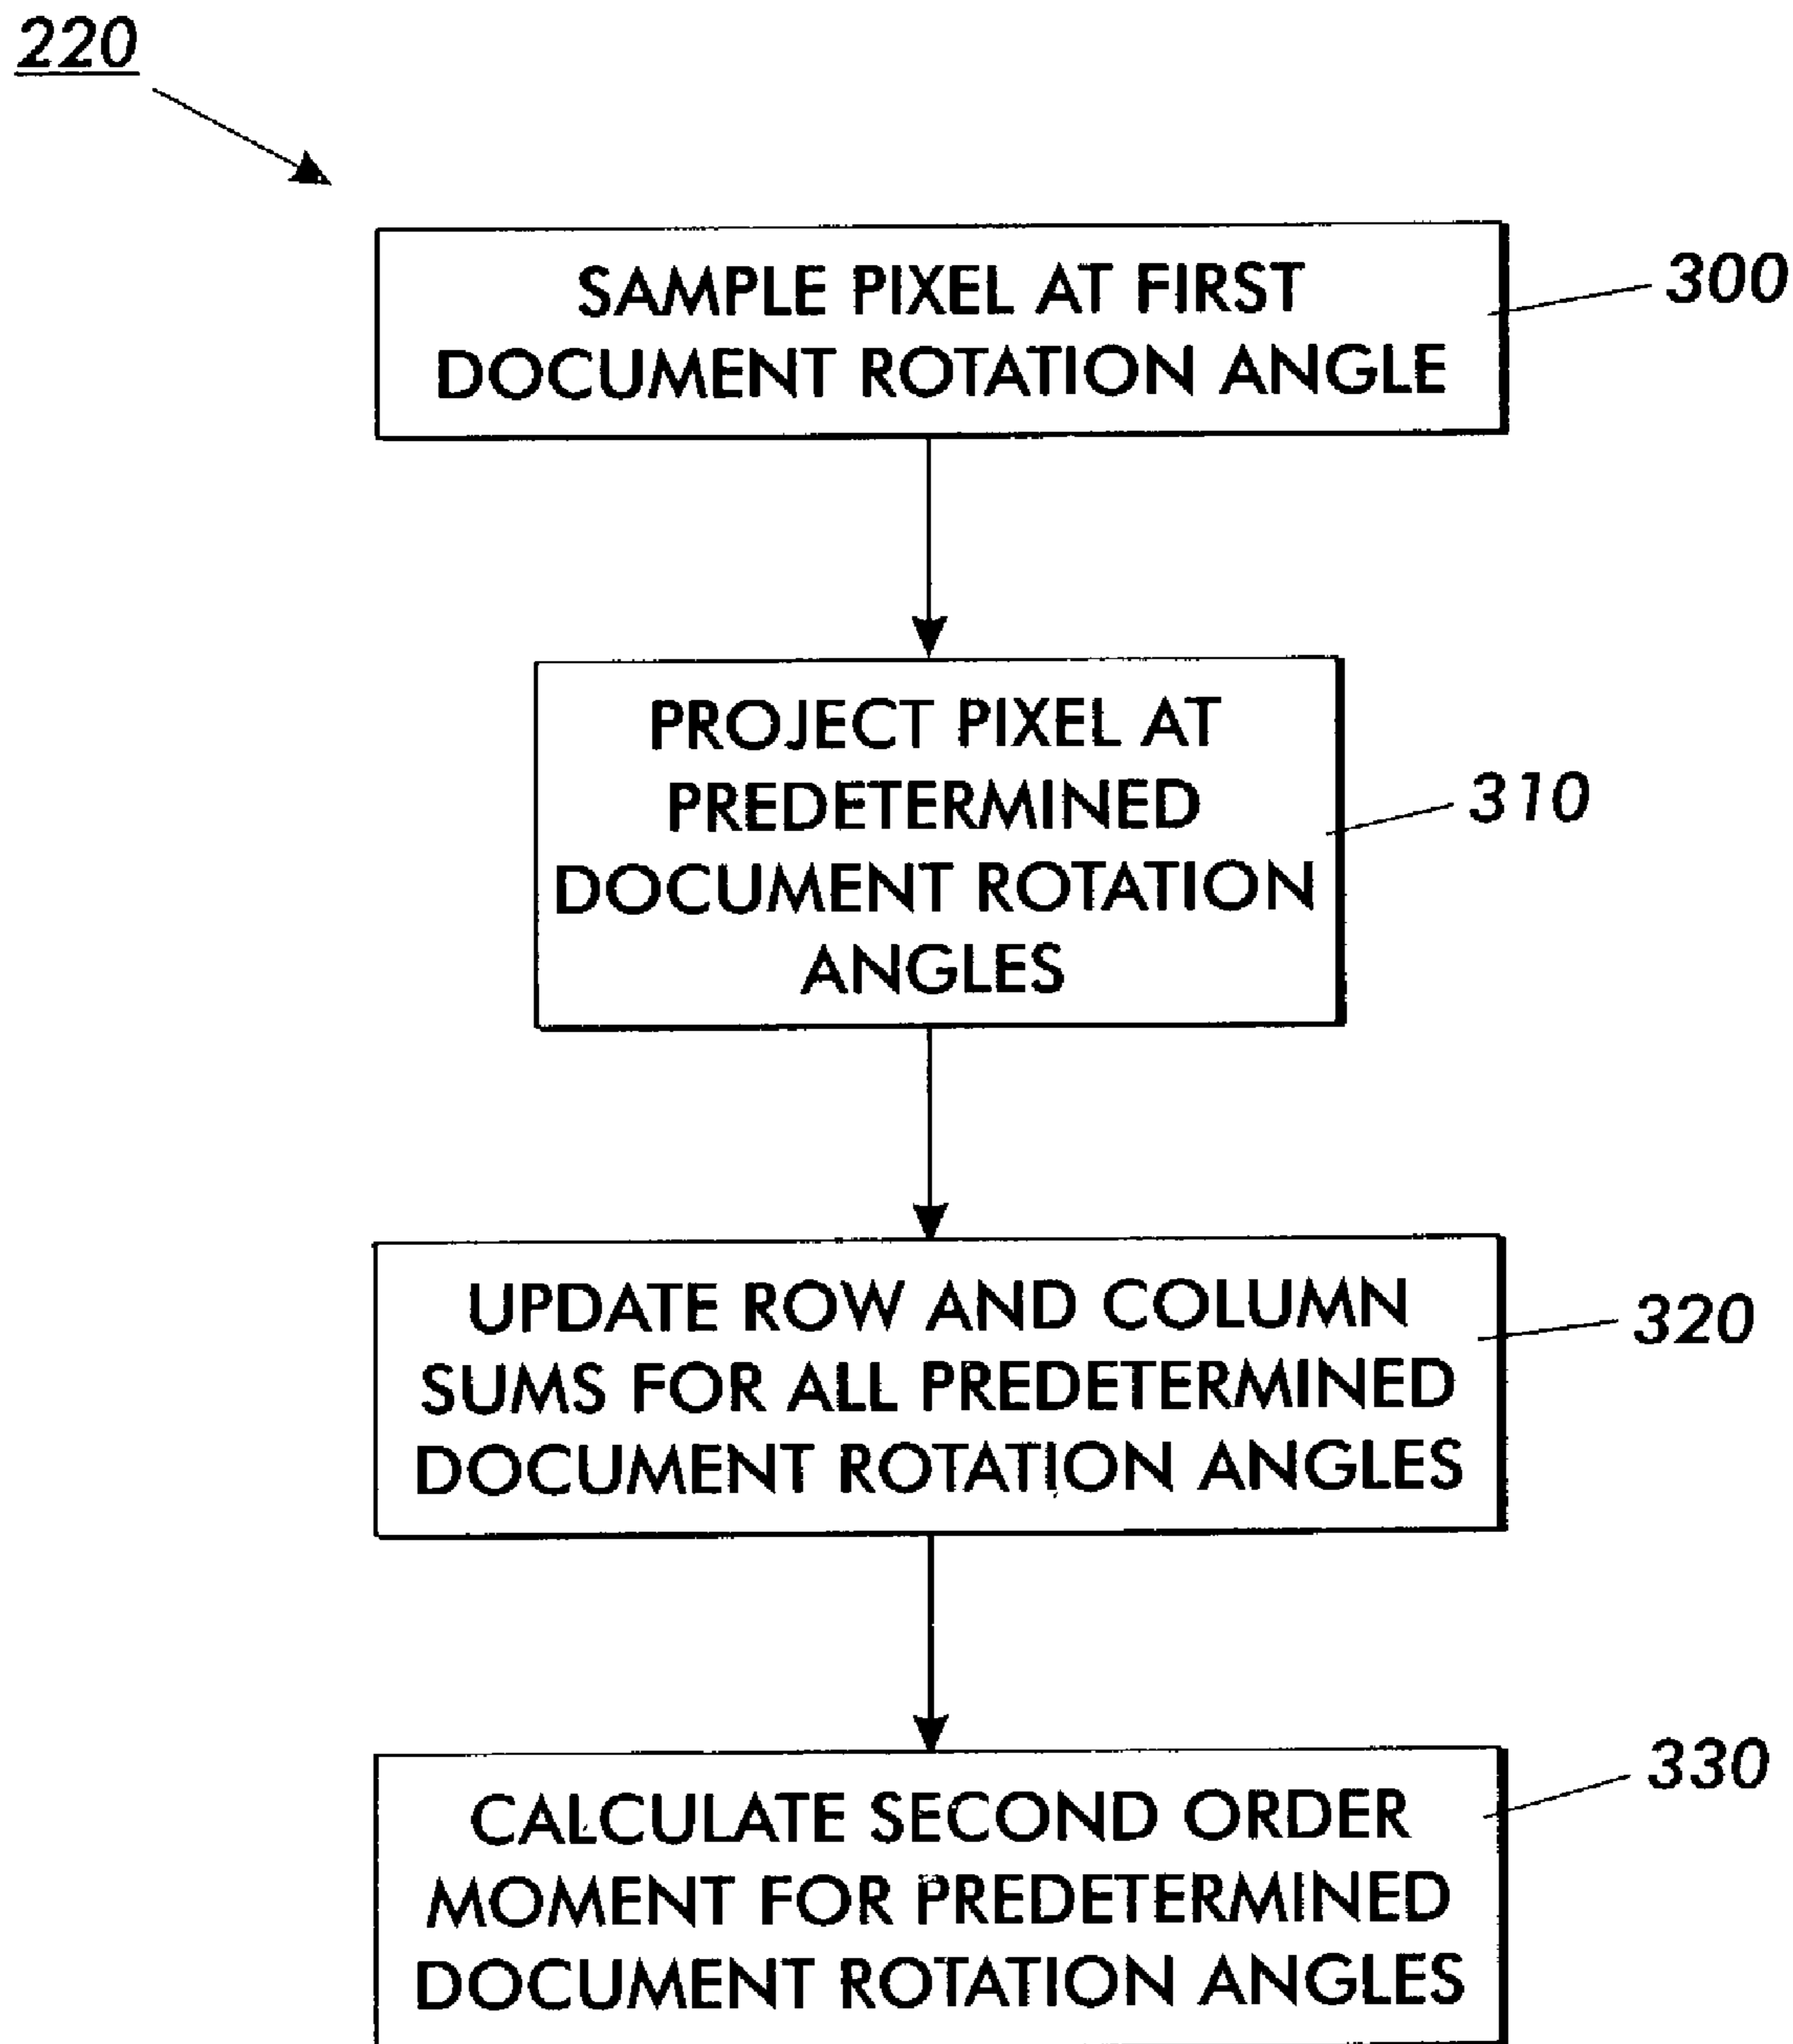 220
SAMPLE PIXEL AT FIRST
DOCUMENT ROTATION ANGLE
300
PROJECT PIXEL AT
PREDETERMINED
DOCUMENT ROTATION
ANGLES
310
UPDATE ROW AND COLUMN
SUMS FOR ALL PREDETERMINED
DOCUMENT ROTATION ANGLES
320
CALCULATE SECOND ORDER
MOMENT FOR PREDETERMINED
DOCUMENT ROTATION ANGLES
330